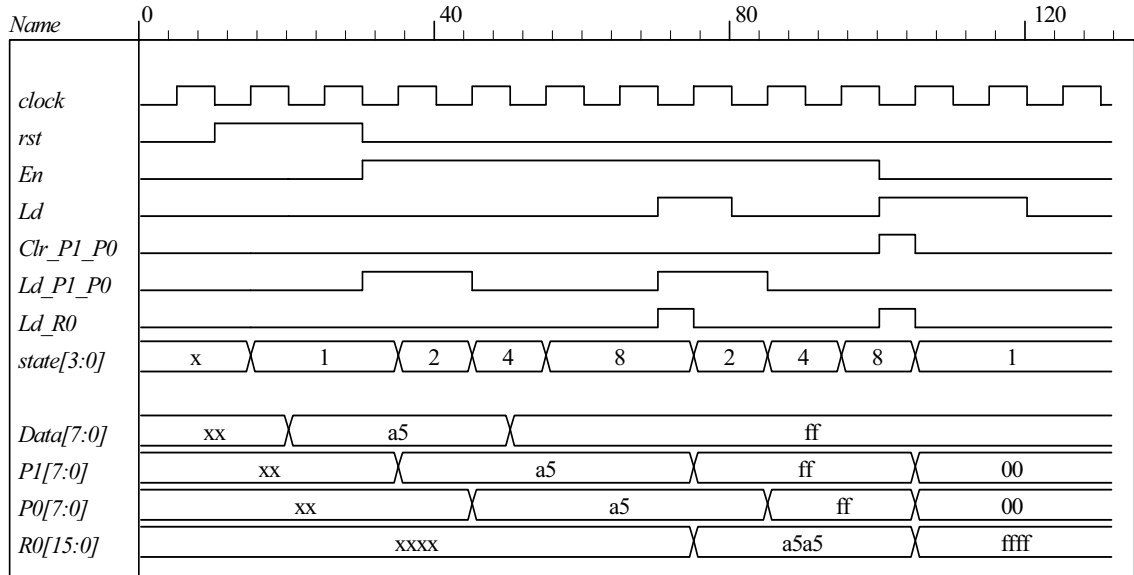 Name 0 40 80 120
clock
rst
En
Ld
Clr_P1_P0
Ld_P1_P0
Ld_R0
state[3:0] x 1 2 4 8 2 4 8 1
Data[7:0] xx a5 ff
P1[7:0] xx a5 ff 00
P0[7:0] xx a5 ff 00
R0[15:0] xxxx a5a5 ffff